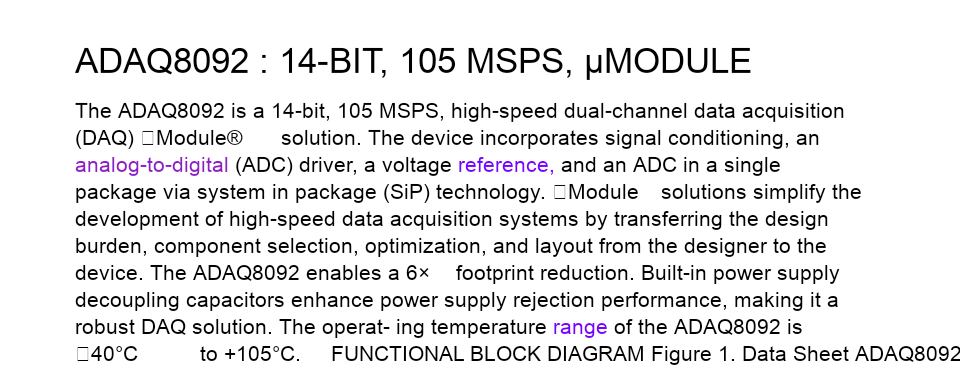 ADAQ8092 : 14-BIT, 105 MSPS, μMODULE
The ADAQ8092 is a 14-bit, 105 MSPS, high-speed dual-channel data acquisition
(DAQ) □Module® solution. The device incorporates signal conditioning, an
analog-to-digital (ADC) driver, a voltage reference, and an ADC in a single
package via system in package (SiP) technology. □Module solutions simplify the
development of high-speed data acquisition systems by transferring the design
burden, component selection, optimization, and layout from the designer to the
device. The ADAQ8092 enables a 6× footprint reduction. Built-in power supply
decoupling capacitors enhance power supply rejection performance, making it a
robust DAQ solution. The operat- ing temperature range of the ADAQ8092 is
□40°C to +105°C. FUNCTIONAL BLOCK DIAGRAM Figure 1. Data Sheet ADAQ8092